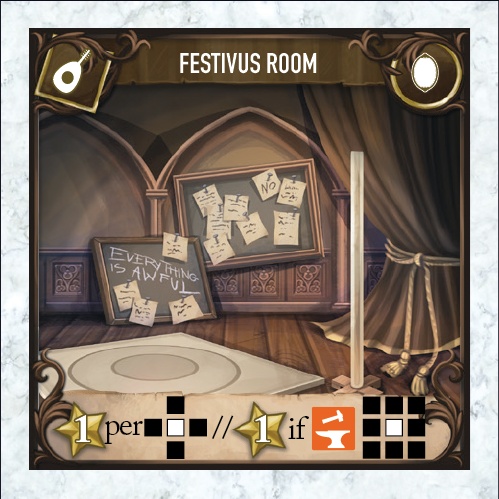 FESTIVUS ROOM
NO
EVERYTHING
IS AWFUL
1 per // 1 if